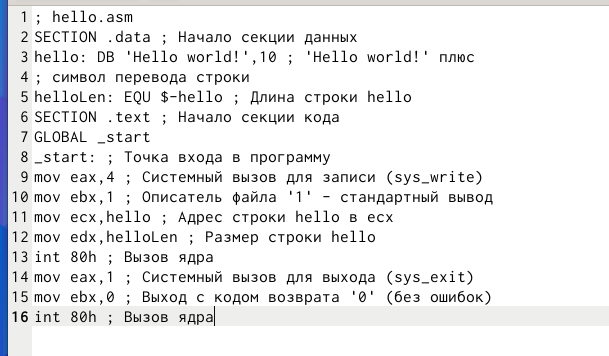 1 ; hello.asm
2 SECTION .data ; Начало секции данных
3 hello: DB 'Hello world!',10 ; 'Hello world!' плюс
4 ; символ перевода строки
5 helloLen: EQU $-hello ; Длина строки hello
6 SECTION .text ; Начало секции кода
7 GLOBAL _start
8 _start: ; Точка входа в программу
9 mov eax,4 ; Системный вызов для записи (sys_write)
10 mov ebx,1 ; Описатель файла '1' - стандартный вывод
11 mov ecx,hello ; Адрес строки hello в ecx
12 mov edx,helloLen ; Размер строки hello
13 int 80h ; Вызов ядра
14 mov eax,1 ; Системный вызов для выхода (sys_exit)
15 mov ebx,0 ; Выход с кодом возврата '0' (без ошибок)
16 int 80h ; Вызов ядра